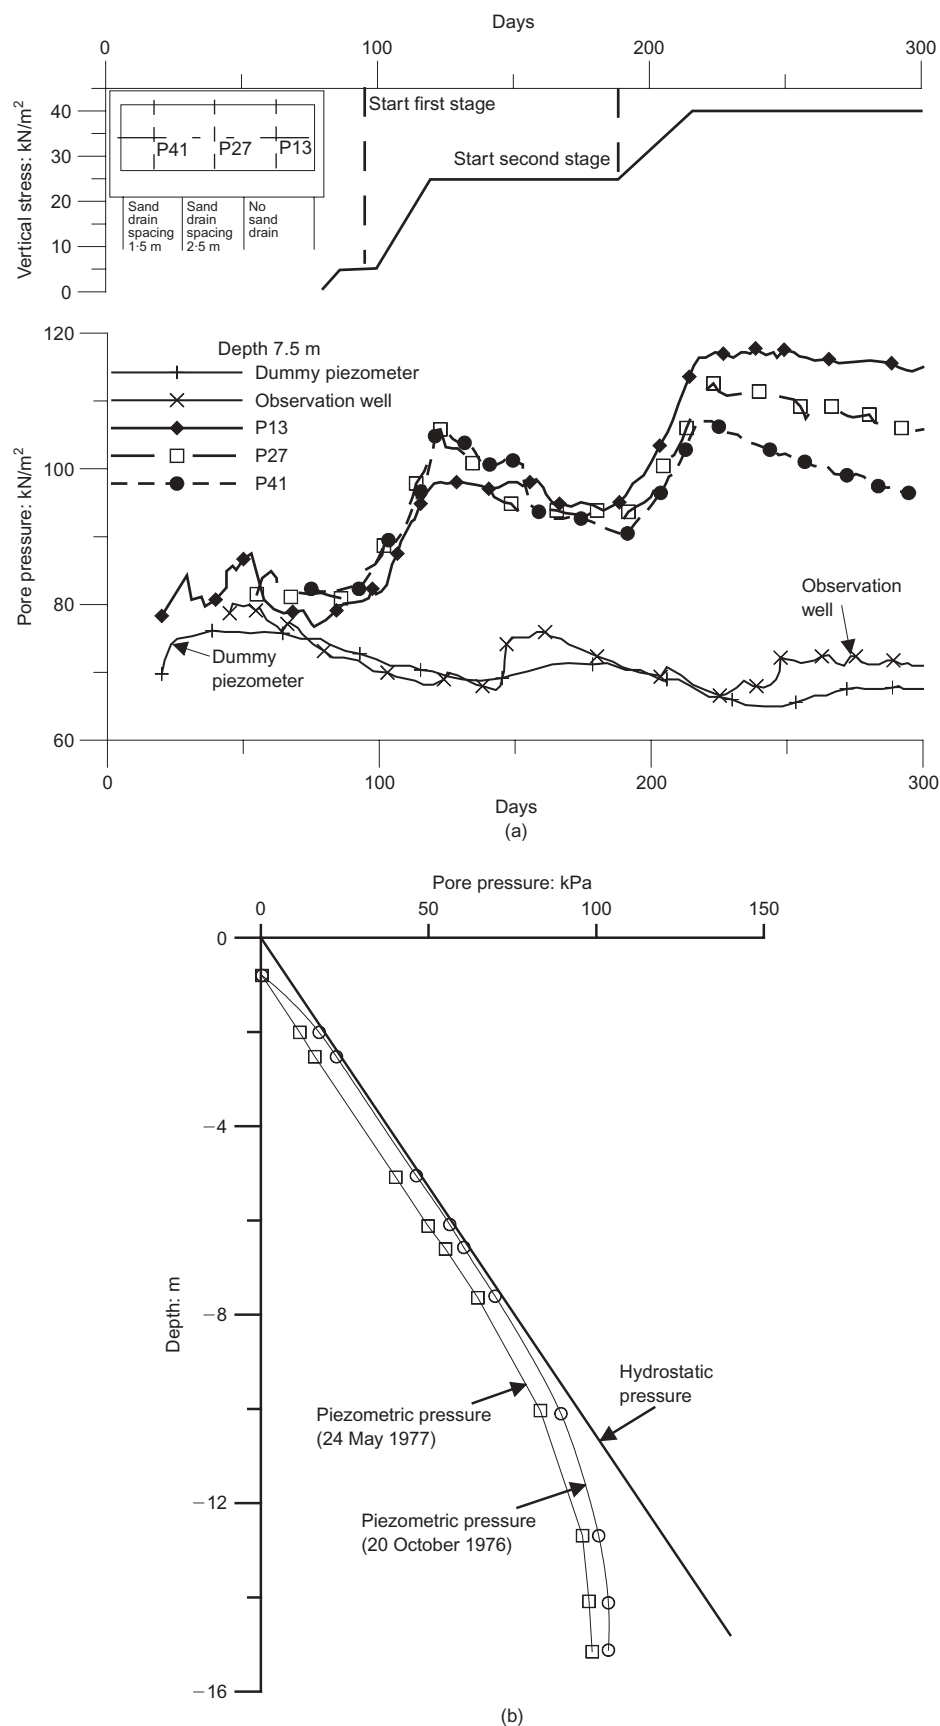 Days
0 100 200 300
Vertical stress: kN/m²
40
30
20
10
0
Start first stage
Start second stage
P41 P27 P13
Sand drain spacing 1·5 m
Sand drain spacing 2·5 m
No sand drain
Pore pressure: kN/m²
120
100
80
60
Depth 7.5 m
Dummy piezometer
Observation well
P13
P27
P41
Observation
well
Dummy
piezometer
0 100 200 300
Days
(a)
Pore pressure: kPa
0 50 100 150
Depth: m
0
−4
−8
−12
−16
Hydrostatic
pressure
Piezometric pressure
(24 May 1977)
Piezometric pressure
(20 October 1976)
(b)